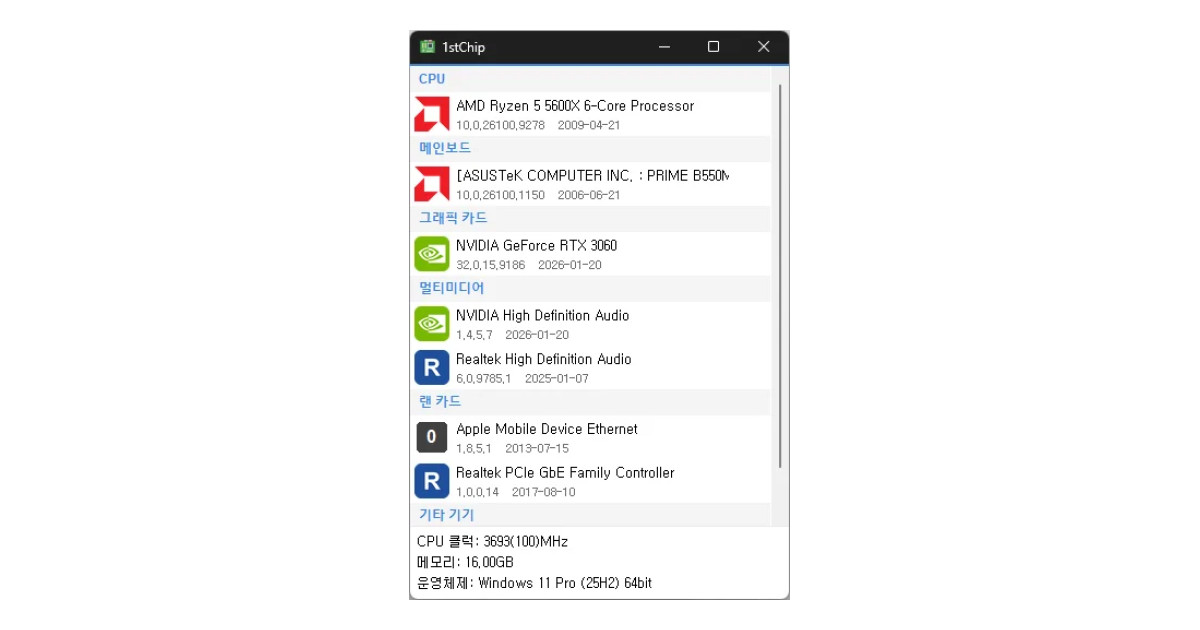 1stChip
CPU
AMD Ryzen 5 5600X 6-Core Processor
10,0,26100,9278 2009-04-21
메인보드
[ASUSTeK COMPUTER INC. : PRIME B550M
10,0,26100,1150 2006-06-21
그래픽 카드
NVIDIA GeForce RTX 3060
32,0,15,9186 2026-01-20
멀티미디어
NVIDIA High Definition Audio
1,4,5,7 2026-01-20
R
Realtek High Definition Audio
6,0,9785,1 2025-01-07
랜 카드
0
Apple Mobile Device Ethernet
1,8,5,1 2013-07-15
R
Realtek PCIe GbE Family Controller
1,0,0,14 2017-08-10
기타 기기
CPU 클럭: 3693(100)MHz
메모리: 16,00GB
운영체제: Windows 11 Pro (25H2) 64bit